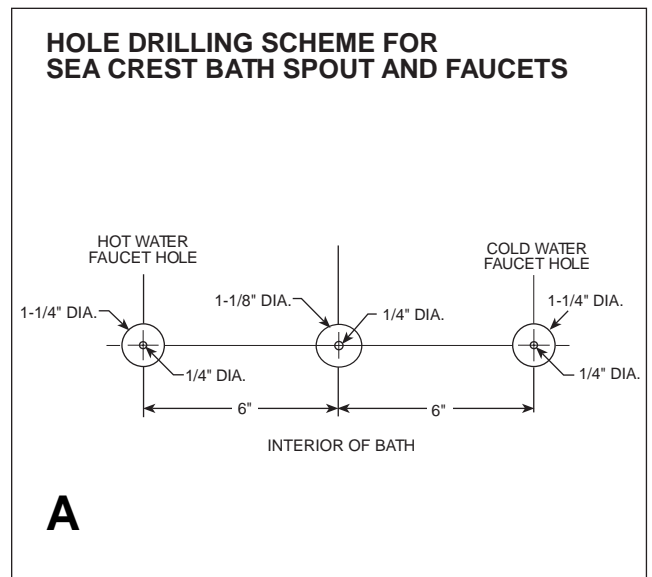 HOLE DRILLING SCHEME FOR
SEA CREST BATH SPOUT AND FAUCETS
HOT WATER
FAUCET HOLE
COLD WATER
FAUCET HOLE
1-1/4" DIA.
1-1/8" DIA.
1/4" DIA.
1-1/4" DIA.
1/4" DIA.
1/4" DIA.
6"
6"
INTERIOR OF BATH
A